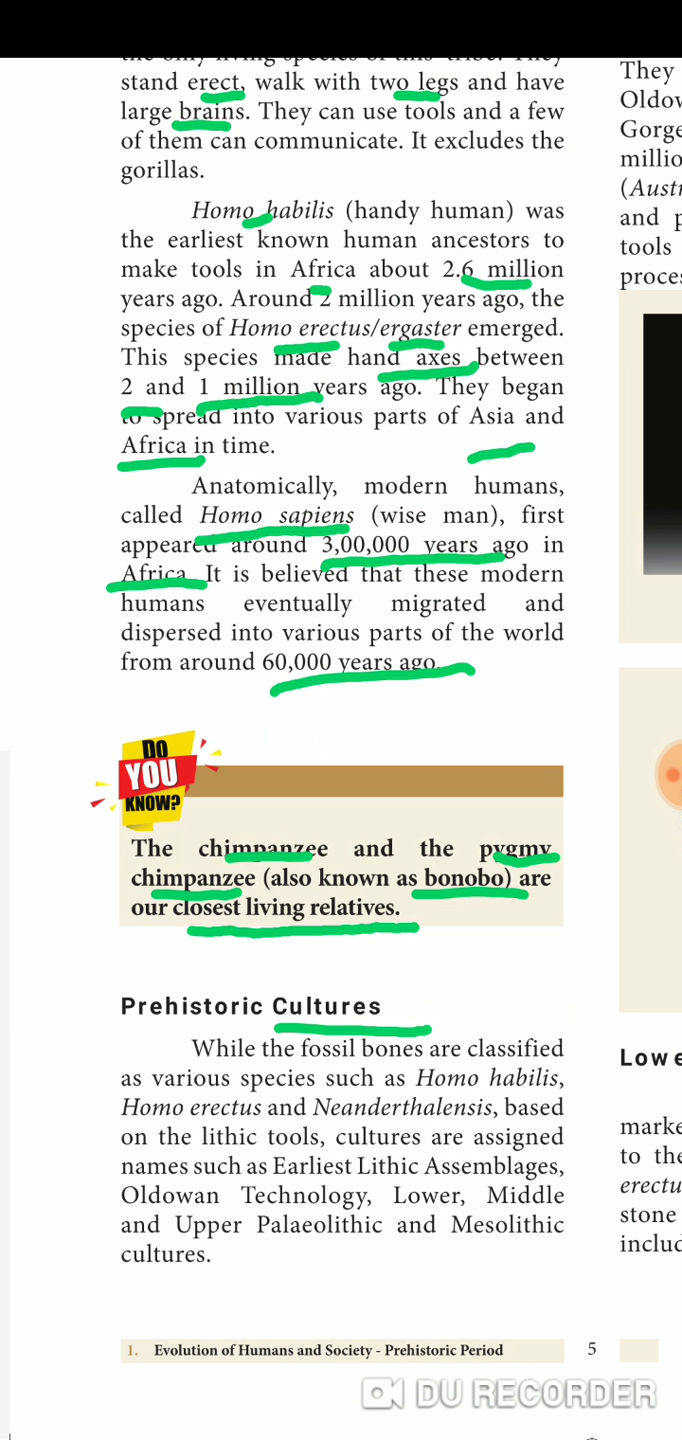 stand erect, walk with two legs and have
large brains. They can use tools and a few
of them can communicate. It excludes the
gorillas.
Homo habilis (handy human) was
the earliest known human ancestors to
make tools in Africa about 2.6 million
years ago. Around 2 million years ago, the
species of Homo erectus/ergaster emerged.
This species made hand axes between
2 and 1 million years ago. They began
to spread into various parts of Asia and
Africa in time.
Anatomically, modern humans,
called Homo sapiens (wise man), first
appeared around 3,00,000 years ago in
Africa. It is believed that these modern
humans eventually migrated and
dispersed into various parts of the world
from around 60,000 years ago.
DO
YOU
KNOW?
The chimpanzee and the pygmy
chimpanzee (also known as bonobo) are
our closest living relatives.
Prehistoric Cultures
While the fossil bones are classified
as various species such as Homo habilis,
Homo erectus and Neanderthalensis, based
on the lithic tools, cultures are assigned
names such as Earliest Lithic Assemblages,
Oldowan Technology, Lower, Middle
and Upper Palaeolithic and Mesolithic
cultures.
1. Evolution of Humans and Society - Prehistoric Period 5
They
Gorge
and
tools
to the
stone
DU RECORDER